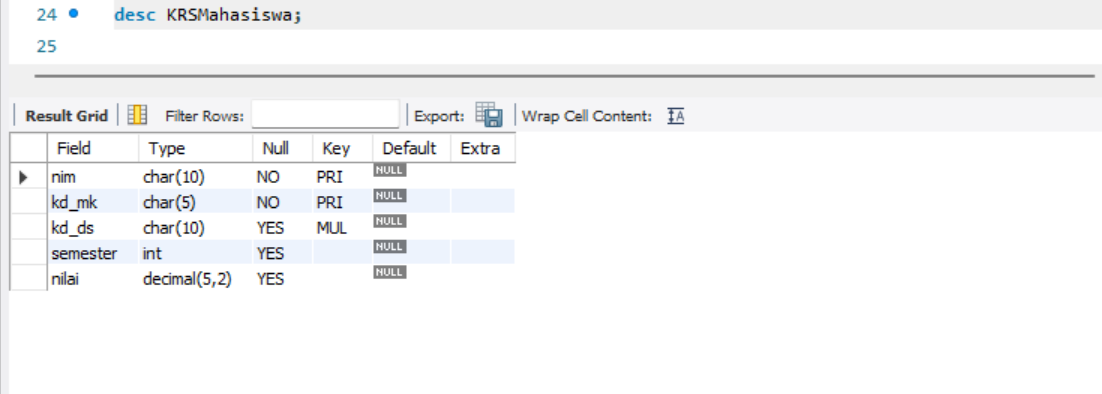 24 desc KRSMahasiswa;
25
Result Grid Filter Rows: Export: Wrap Cell Content: IA
Field Type Null Key Default Extra
nim char(10) NO PRI NULL
kd_mk char(5) NO PRI NULL
kd_ds char(10) YES MUL NULL
semester int YES NULL
nilai decimal(5,2) YES NULL